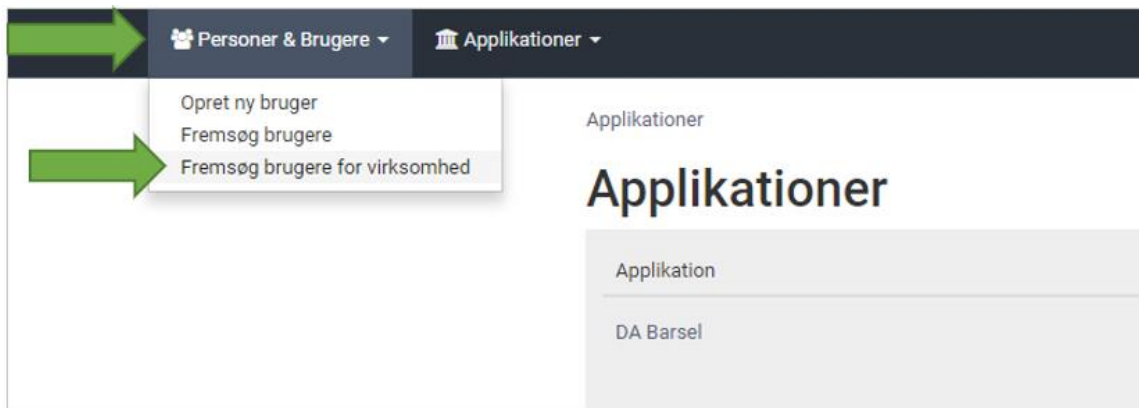 Personer & Brugere Applikationer
Opret ny bruger
Fremsøg brugere
Fremsøg brugere for virksomhed
Applikationer
Applikationer
Applikation
DA Barsel